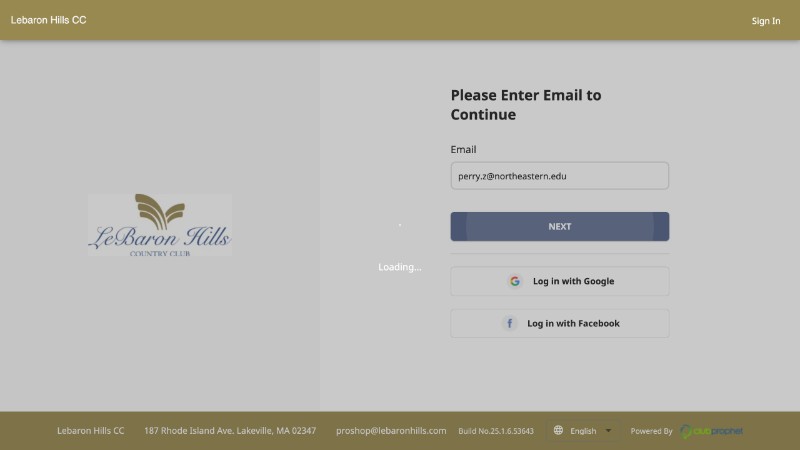 Lebaron Hills CC
Sign In
Please Enter Email to
Continue
Email
perry.z@northeastern.edu
NEXT
LeBaron Hills
COUNTRY CLUB
Loading...
Log in with Google
Log in with Facebook
Lebaron Hills CC 187 Rhode Island Ave. Lakeville, MA 02347 proshop@lebaronhills.com Build No.25.1.6.53643 English Powered By clubprophet